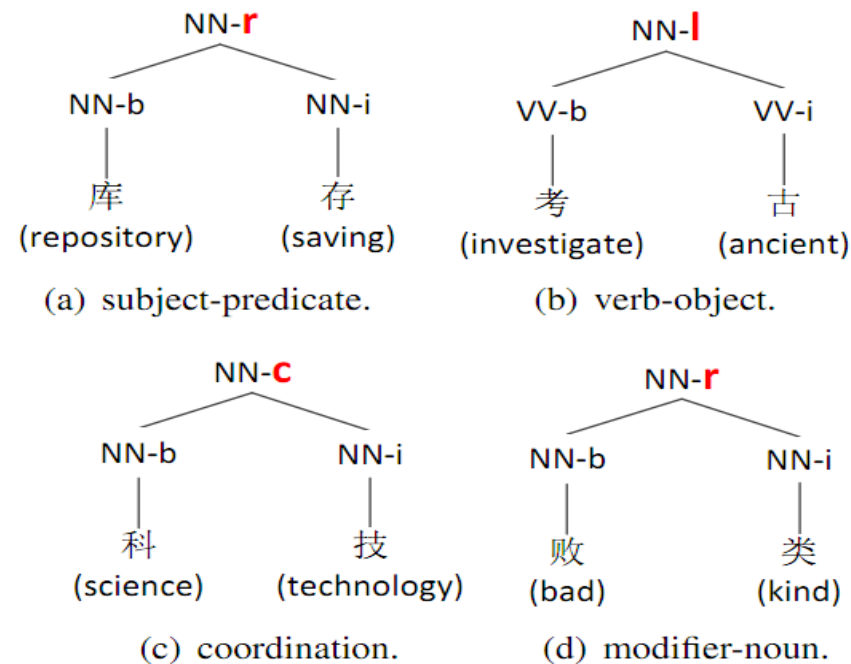 NN-r
NN-b NN-i
库 存
(repository) (saving)
(a) subject-predicate.
NN-l
VV-b VV-i
考 古
(investigate) (ancient)
(b) verb-object.
NN-c
NN-b NN-i
科 技
(science) (technology)
(c) coordination.
NN-r
NN-b NN-i
败 类
(bad) (kind)
(d) modifier-noun.